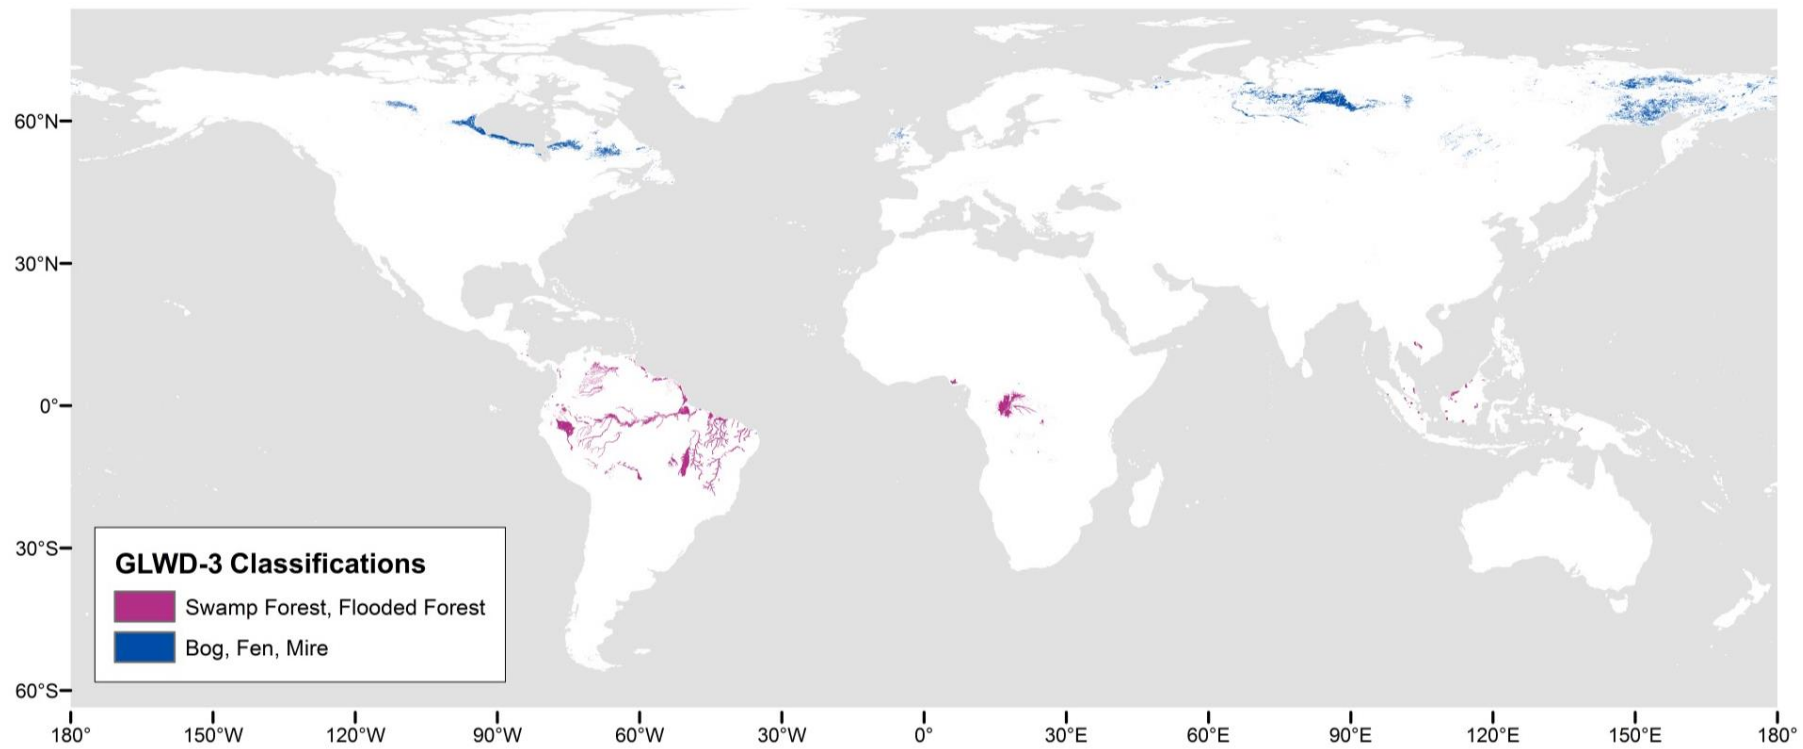 60°N
30°N
0°
30°S
60°S
GLWD-3 Classifications
Swamp Forest, Flooded Forest
Bog, Fen, Mire
180° 150°W 120°W 90°W 60°W 30°W 0° 30°E 60°E 90°E 120°E 150°E 180°